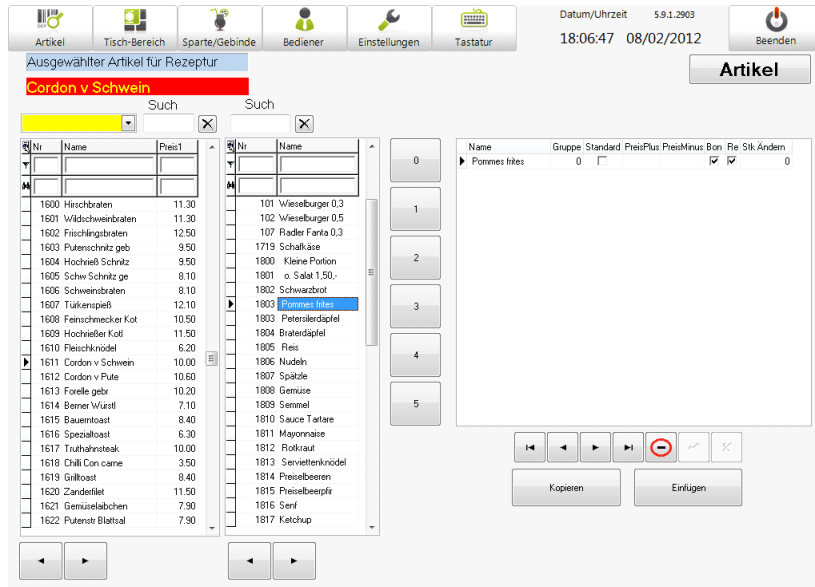 Artikel Tisch-Bereich Sparte/Gebinde Bediener Einstellungen Tastatur
Datum/Uhrzeit 5.9.1.2903
18:06:47 08/02/2012
Beenden
Ausgewählter Artikel für Rezeptur
Artikel
Cordon v Schwein
Such
Such
Nr Name Preis1
1600 Hirschbraten 11.30
1601 Wildschweinbraten 11.30
1602 Frischlingsbraten 12.50
1603 Putenschnitz geb 9.50
1604 Hochrieß Schnitz 9.50
1605 Schw Schnitz ge 8.10
1606 Schweinsbraten 8.10
1607 Türkenspieß 12.10
1608 Feinschmecker Kot 10.50
1609 Hochrießer Kotl 11.50
1610 Fleischknödel 6.20
1611 Cordon v Schwein 10.00
1612 Cordon v Pute 10.60
1613 Forelle gebr 10.20
1614 Berner Würstl 7.10
1615 Bauerntoast 8.40
1616 Spezialtoast 6.30
1617 Truthahnsteak 10.00
1618 Chilli Con carne 3.50
1619 Grilltoast 8.40
1620 Zanderfilet 11.50
1621 Gemüselaibchen 7.90
1622 Putenstr Blattsal 7.90
Nr Name
101 Wieselburger 0,3
102 Wieselburger 0,5
107 Radler Fanta 0,3
1719 Schafkäse
1800 Kleine Portion
1801 o. Salat 1,50,-
1802 Schwarzbrot
1803 Pommes frites
1803 Petersilerdäpfel
1804 Braterdäpfel
1805 Reis
1806 Nudeln
1807 Spätzle
1808 Gemüse
1809 Semmel
1810 Sauce Tartare
1811 Mayonnaise
1812 Rotkraut
1813 Serviettenknödel
1814 Preiselbeeren
1815 Preiselbeerpfir
1816 Senf
1817 Ketchup
0
1
2
3
4
5
Name Gruppe Standard PreisPlus PreisMinus Bon Re Stk Ändern
Pommes frites 0 0
Kopieren Einfügen